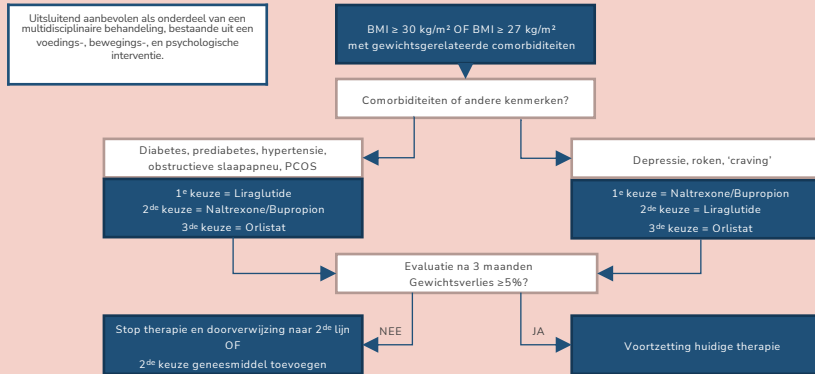 Uitsluitend aanbevolen als onderdeel van een
multidisciplinaire behandeling, bestaande uit een
voedings-, bewegings-, en psychologische
interventie.
BMI ≥ 30 kg/m² OF BMI ≥ 27 kg/m²
met gewichtsgerelateerde comorbiditeiten
Comorbiditeiten of andere kenmerken?
Diabetes, prediabetes, hypertensie,
obstructieve slaapapneu, PCOS
1e keuze = Liraglutide
2de keuze = Naltrexone/Bupropion
3de keuze = Orlistat
Depressie, roken, ‘craving’
1e keuze = Naltrexone/Bupropion
2de keuze = Liraglutide
3de keuze = Orlistat
Evaluatie na 3 maanden
Gewichtsverlies ≥5%?
NEE
JA
Stop therapie en doorverwijzing naar 2de lijn
OF
2de keuze geneesmiddel toevoegen
Voortzetting huidige therapie